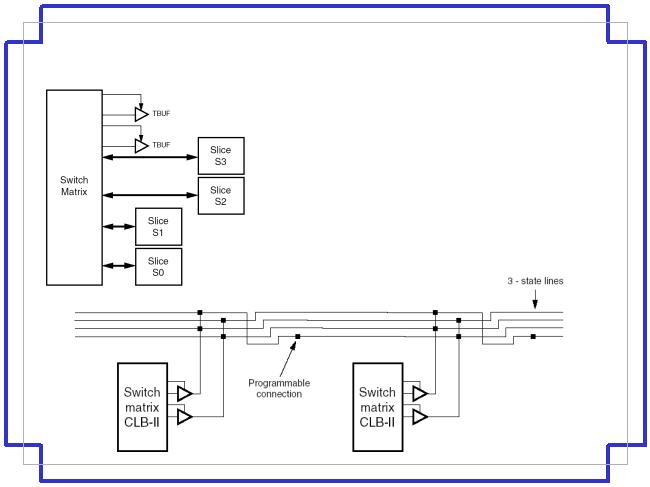 TBUF
TBUF
Switch
Matrix
Slice
S3
Slice
S2
Slice
S1
Slice
S0
3 - state lines
Programmable
connection
Switch
matrix
CLB-II
Switch
matrix
CLB-II